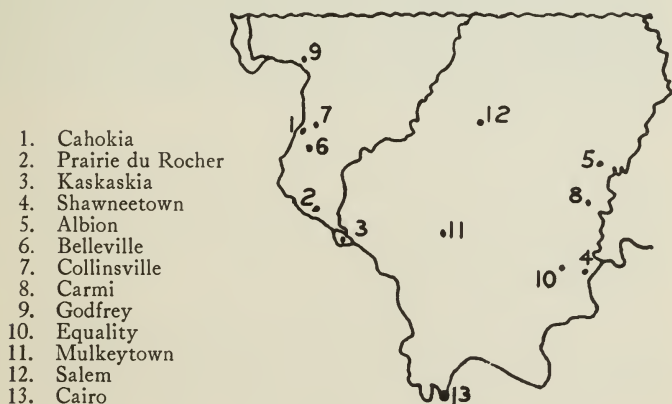 1. Cahokia
2. Prairie du Rocher
3. Kaskaskia
4. Shawneetown
5. Albion
6. Belleville
7. Collinsville
8. Carmi
9. Godfrey
10. Equality
11. Mulkeytown
12. Salem
13. Cairo
9
7
12
1
6
5
8
2
3
11
4
10
13